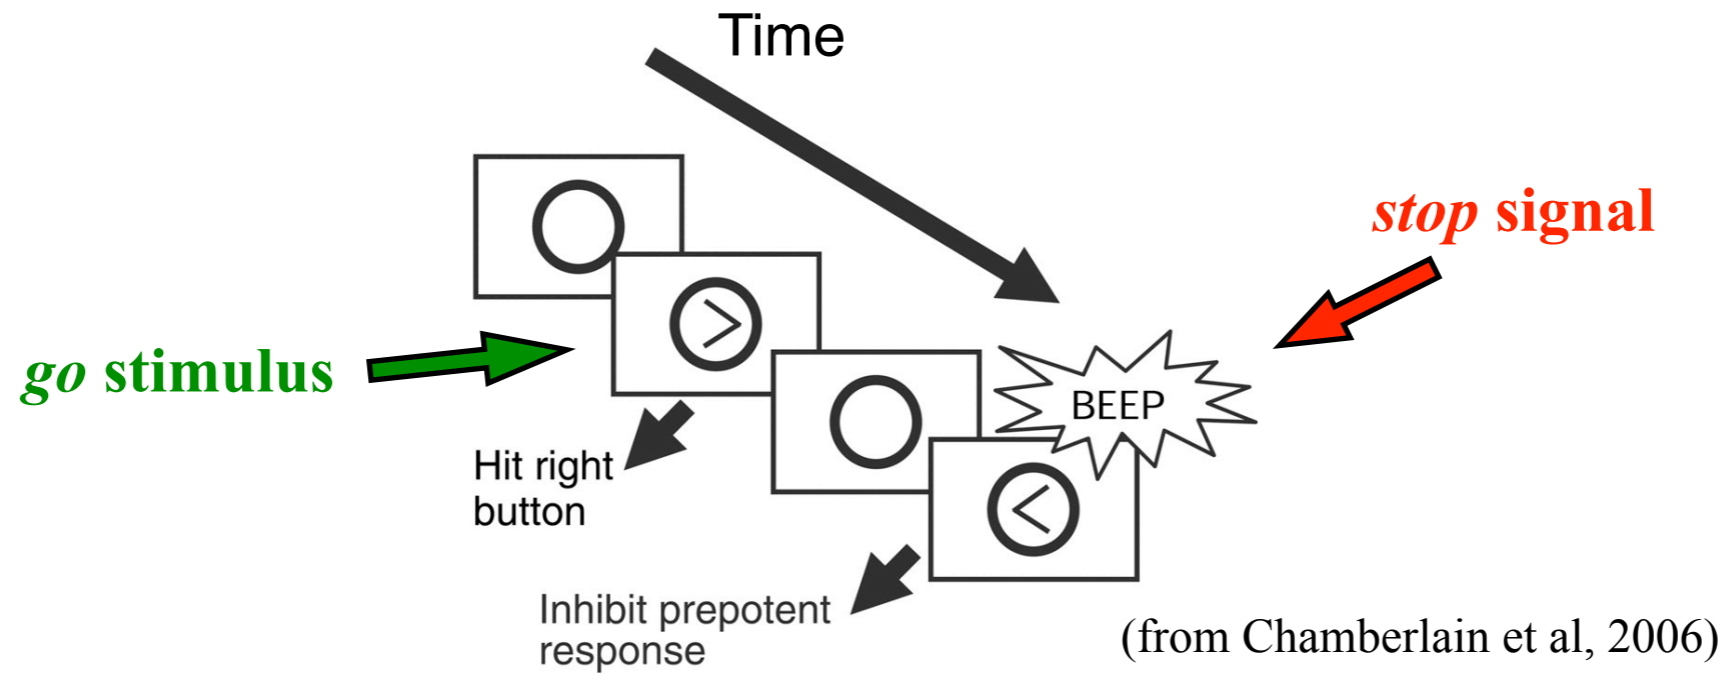 Time
stop signal
go stimulus
>
BEEP
Hit right
button
<
Inhibit prepotent
response
(from Chamberlain et al, 2006)